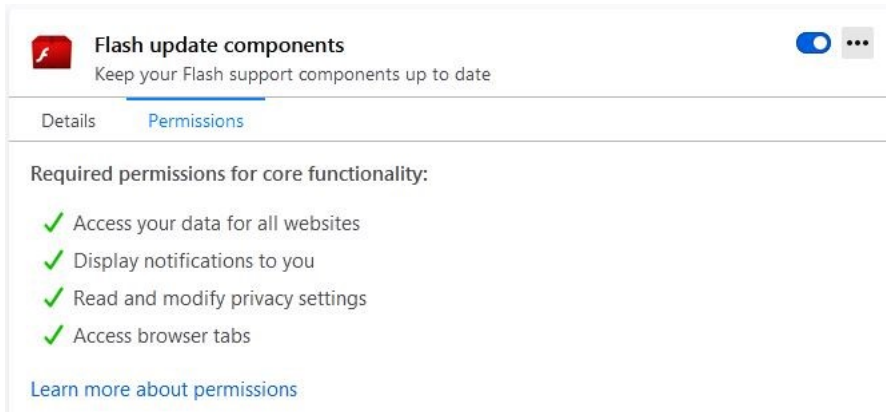 Flash update components
Keep your Flash support components up to date
Details Permissions
Required permissions for core functionality:
Access your data for all websites
Display notifications to you
Read and modify privacy settings
Access browser tabs
Learn more about permissions